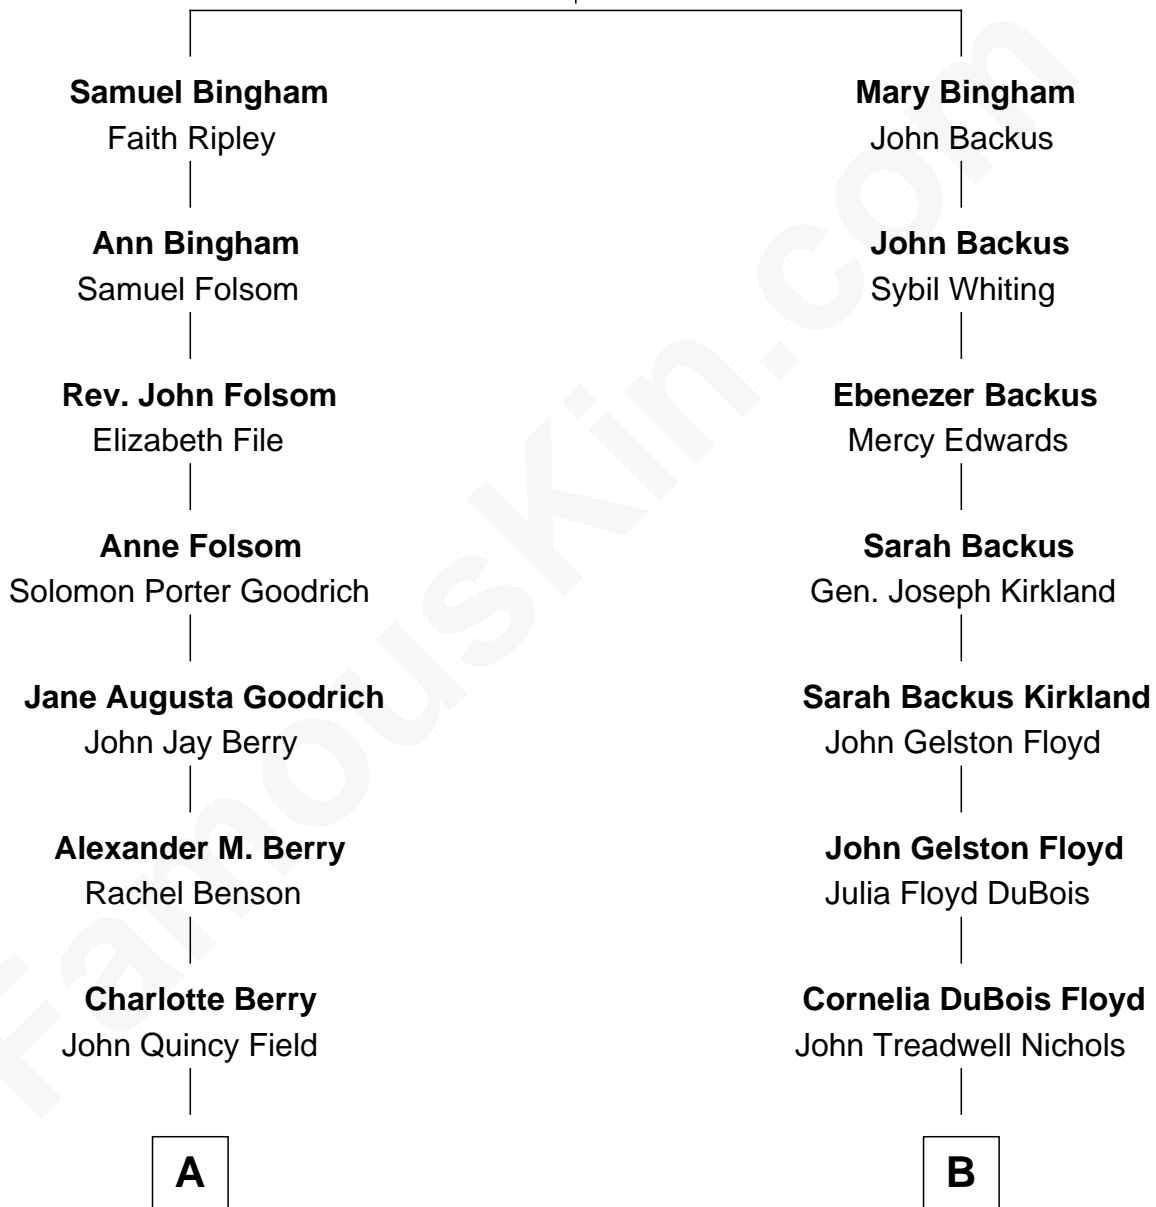 Samuel Bingham
Faith Ripley
Ann Bingham
Samuel Folsom
Rev. John Folsom
Elizabeth File
Anne Folsom
Solomon Porter Goodrich
Jane Augusta Goodrich
John Jay Berry
Alexander M. Berry
Rachel Benson
Charlotte Berry
John Quincy Field
A
Mary Bingham
John Backus
John Backus
Sybil Whiting
Ebenezer Backus
Mercy Edwards
Sarah Backus
Gen. Joseph Kirkland
Sarah Backus Kirkland
John Gelston Floyd
John Gelston Floyd
Julia Floyd DuBois
Cornelia DuBois Floyd
John Treadwell Nichols
B
FamousKin.com